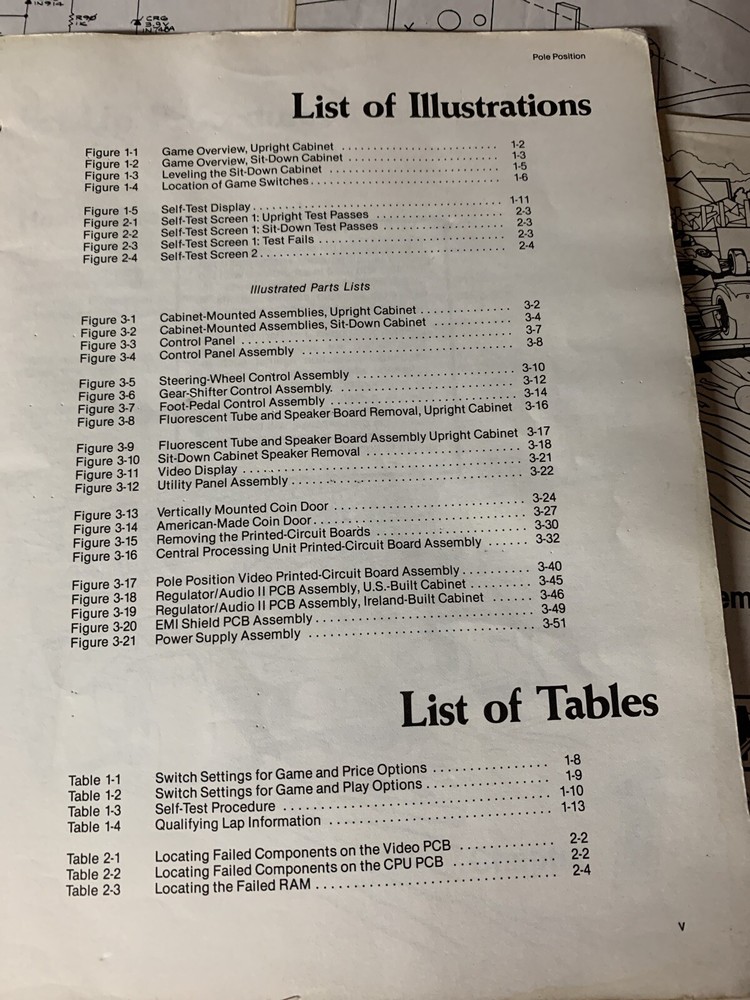 IN914
R90
1K
CR6
3.9V
IN748A
Pole Position
List of Illustrations
Figure 1-1 Game Overview, Upright Cabinet 1-2
Figure 1-2 Game Overview, Sit-Down Cabinet 1-3
Figure 1-3 Leveling the Sit-Down Cabinet 1-5
Figure 1-4 Location of Game Switches 1-6
Figure 1-5 Self-Test Display 1-11
Figure 2-1 Self-Test Screen 1: Upright Test Passes 2-3
Figure 2-2 Self-Test Screen 1: Sit-Down Test Passes 2-3
Figure 2-3 Self-Test Screen 1: Test Fails 2-3
Figure 2-4 Self-Test Screen 2 2-4
Illustrated Parts Lists
Figure 3-1 Cabinet-Mounted Assemblies, Upright Cabinet 3-2
Figure 3-2 Cabinet-Mounted Assemblies, Sit-Down Cabinet 3-4
Figure 3-3 Control Panel 3-7
Figure 3-4 Control Panel Assembly 3-8
Figure 3-5 Steering-Wheel Control Assembly 3-10
Figure 3-6 Gear-Shifter Control Assembly. 3-12
Figure 3-7 Foot-Pedal Control Assembly 3-14
Figure 3-8 Fluorescent Tube and Speaker Board Removal, Upright Cabinet 3-16
Figure 3-9 Fluorescent Tube and Speaker Board Assembly Upright Cabinet 3-17
Figure 3-10 Sit-Down Cabinet Speaker Removal 3-18
Figure 3-11 Video Display 3-21
Figure 3-12 Utility Panel Assembly 3-22
Figure 3-13 Vertically Mounted Coin Door 3-24
Figure 3-14 American-Made Coin Door 3-27
Figure 3-15 Removing the Printed-Circuit Boards 3-30
Figure 3-16 Central Processing Unit Printed-Circuit Board Assembly 3-32
Figure 3-17 Pole Position Video Printed-Circuit Board Assembly 3-40
Figure 3-18 Regulator/Audio II PCB Assembly, U.S.-Built Cabinet 3-45
Figure 3-19 Regulator/Audio II PCB Assembly, Ireland-Built Cabinet 3-46
Figure 3-20 EMI Shield PCB Assembly 3-49
Figure 3-21 Power Supply Assembly 3-51
List of Tables
Table 1-1 Switch Settings for Game and Price Options 1-8
Table 1-2 Switch Settings for Game and Play Options 1-9
Table 1-3 Self-Test Procedure 1-10
Table 1-4 Qualifying Lap Information 1-13
Table 2-1 Locating Failed Components on the Video PCB 2-2
Table 2-2 Locating Failed Components on the CPU PCB 2-2
Table 2-3 Locating the Failed RAM 2-4
v
em